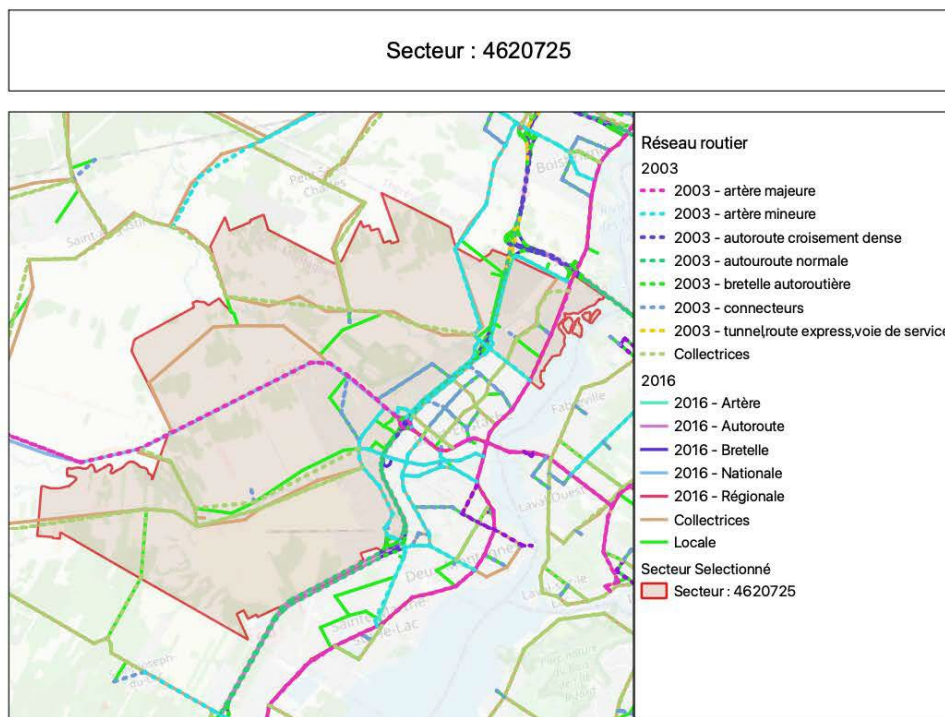 Secteur : 4620725
Réseau routier
2003
2003 - artère majeure
2003 - artère mineure
2003 - autoroute croisement dense
2003 - autouroute normale
2003 - bretelle autoroutière
2003 - connecteurs
2003 - tunnel,route express,voie de service
Collectrices
2016
2016 - Artère
2016 - Autoroute
2016 - Bretelle
2016 - Nationale
2016 - Régionale
Collectrices
Locale
Secteur Selectionné
Secteur : 4620725
Fabreville
Laval-Ouest